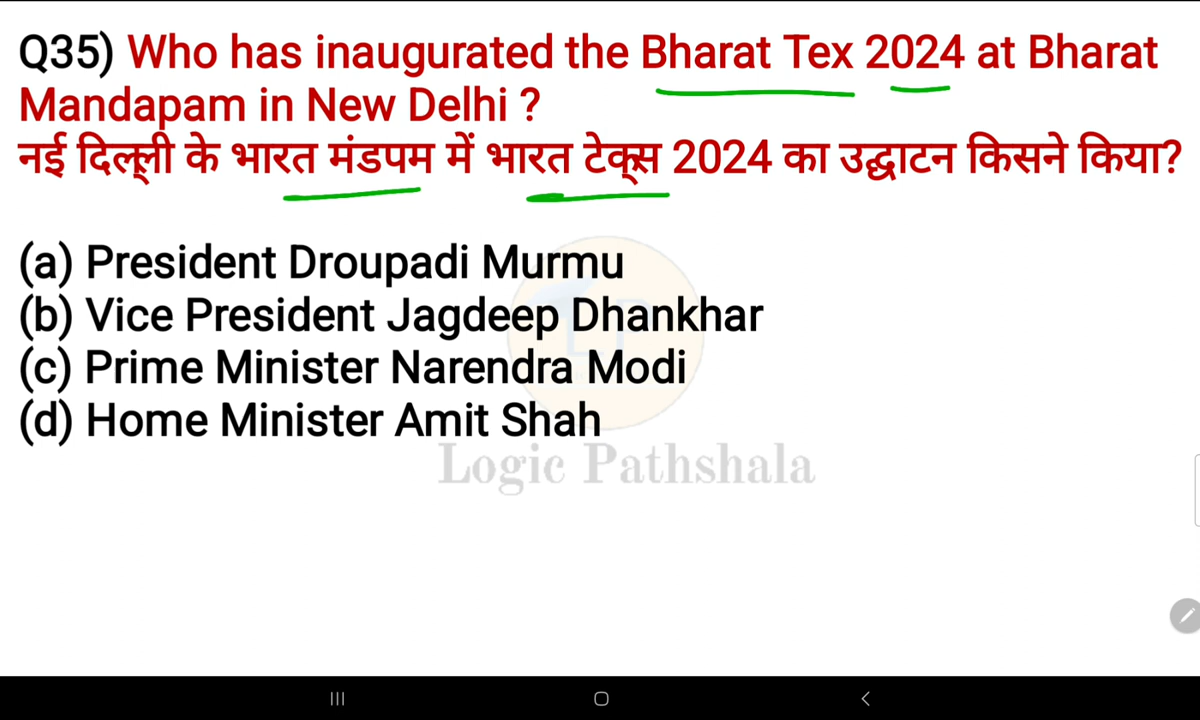 Q35) Who has inaugurated the Bharat Tex 2024 at Bharat
Mandapam in New Delhi ?
नई दिल्ली के भारत मंडपम में भारत टेक्स 2024 का उद्घाटन किसने किया?
(a) President Droupadi Murmu
(b) Vice President Jagdeep Dhankhar
(c) Prime Minister Narendra Modi
(d) Home Minister Amit Shah
Logic Pathshala